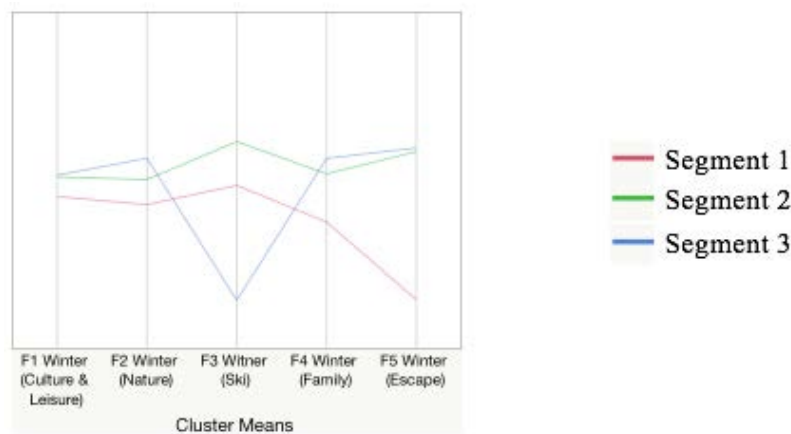 Segment 1
Segment 2
Segment 3
F1 Winter
(Culture &
Leisure)
F2 Winter
(Nature)
F3 Witner
(Ski)
F4 Winter
(Family)
F5 Winter
(Escape)
Cluster Means